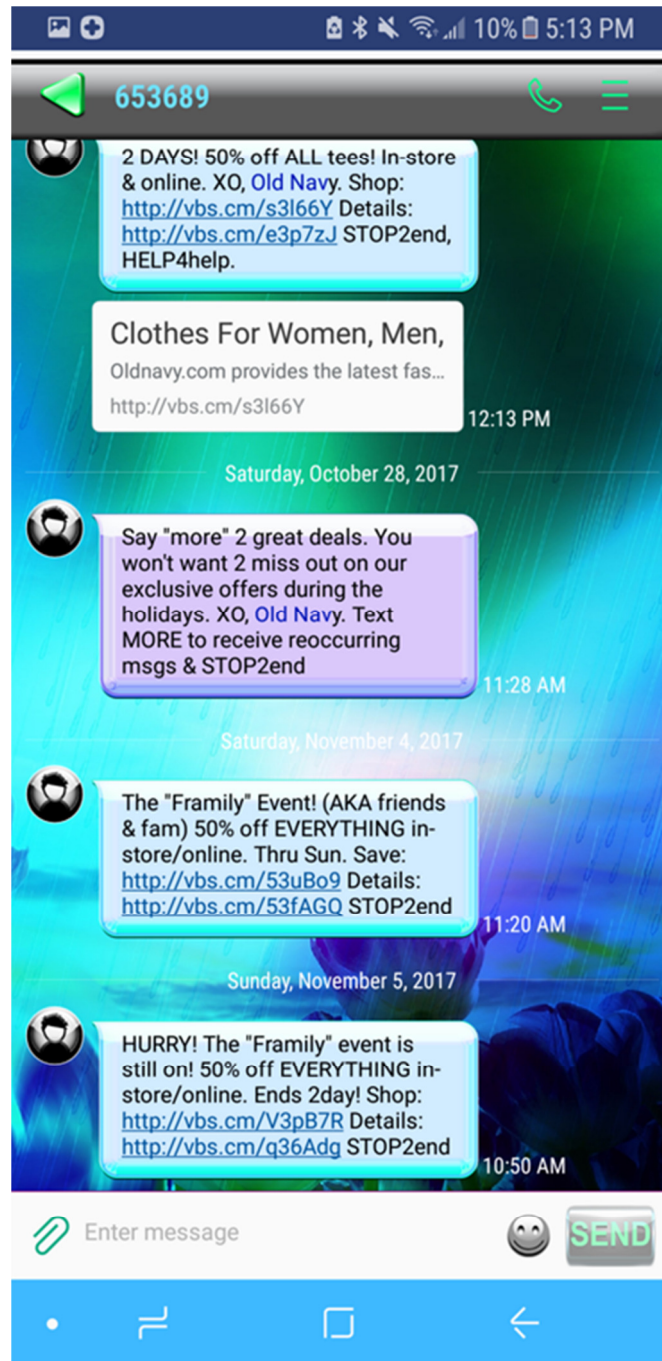 10% 5:13 PM
653689
2 DAYS! 50% off ALL tees! In-store
& online. XO, Old Navy. Shop:
http://vbs.cm/s3l66Y Details:
http://vbs.cm/e3p7zJ STOP2end,
HELP4help.
Clothes For Women, Men,
Oldnavy.com provides the latest fas...
http://vbs.cm/s3l66Y
12:13 PM
Saturday, October 28, 2017
Say "more" 2 great deals. You
won't want 2 miss out on our
exclusive offers during the
holidays. XO, Old Navy. Text
MORE to receive reoccurring
msgs & STOP2end
11:28 AM
Saturday, November 4, 2017
The "Framily" Event! (AKA friends
& fam) 50% off EVERYTHING in-
store/online. Thru Sun. Save:
http://vbs.cm/53uBo9 Details:
http://vbs.cm/53fAGQ STOP2end
11:20 AM
Sunday, November 5, 2017
HURRY! The "Framily" event is
still on! 50% off EVERYTHING in-
store/online. Ends 2day! Shop:
http://vbs.cm/V3pB7R Details:
http://vbs.cm/q36Adg STOP2end
10:50 AM
Enter message
SEND